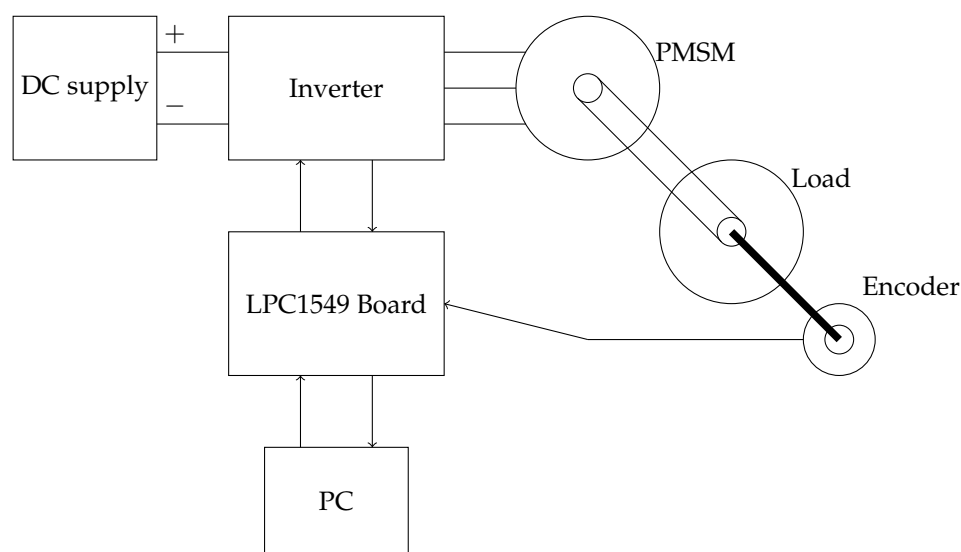 +
PMSM
DC supply
Inverter
−
Load
Encoder
LPC1549 Board
PC